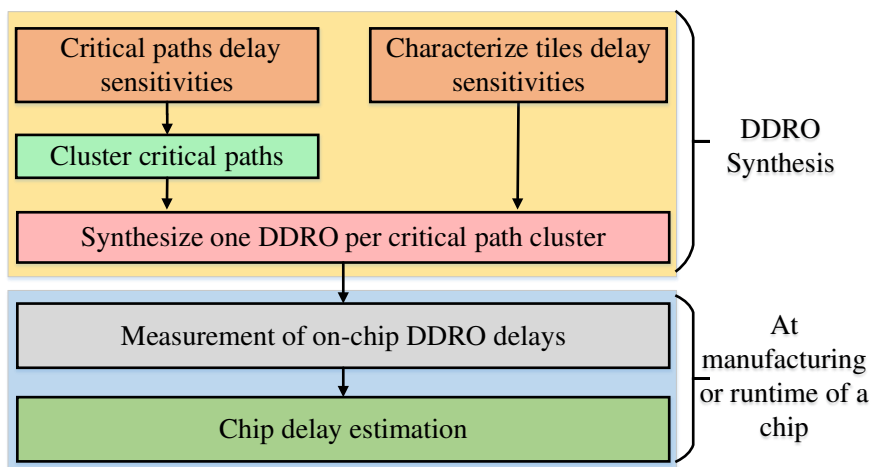 Critical paths delay
sensitivities
Characterize tiles delay
sensitivities
Cluster critical paths
DDRO
Synthesis
Synthesize one DDRO per critical path cluster
Measurement of on-chip DDRO delays
At
manufacturing
or runtime of a
chip
Chip delay estimation